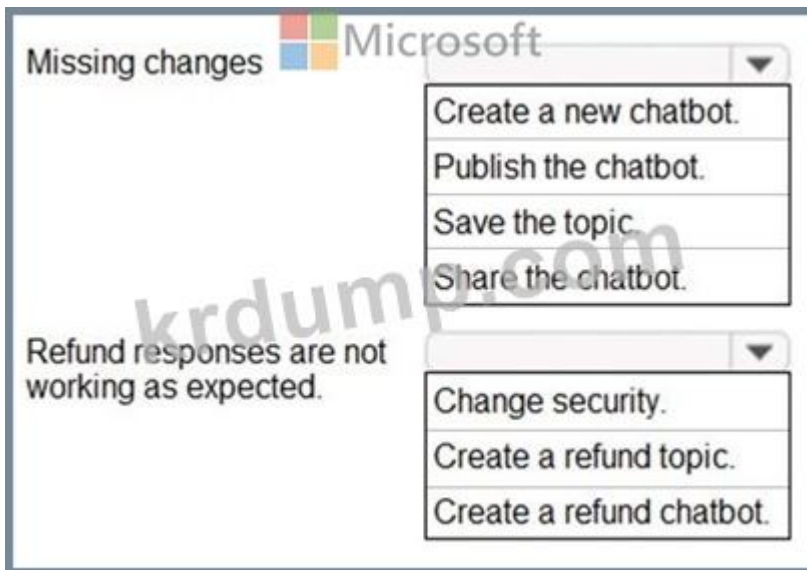 Microsoft
Missing changes
Create a new chatbot.
Publish the chatbot.
Save the topic.
Share the chatbot.
krdump.com
Refund responses are not
working as expected.
Change security.
Create a refund topic.
Create a refund chatbot.